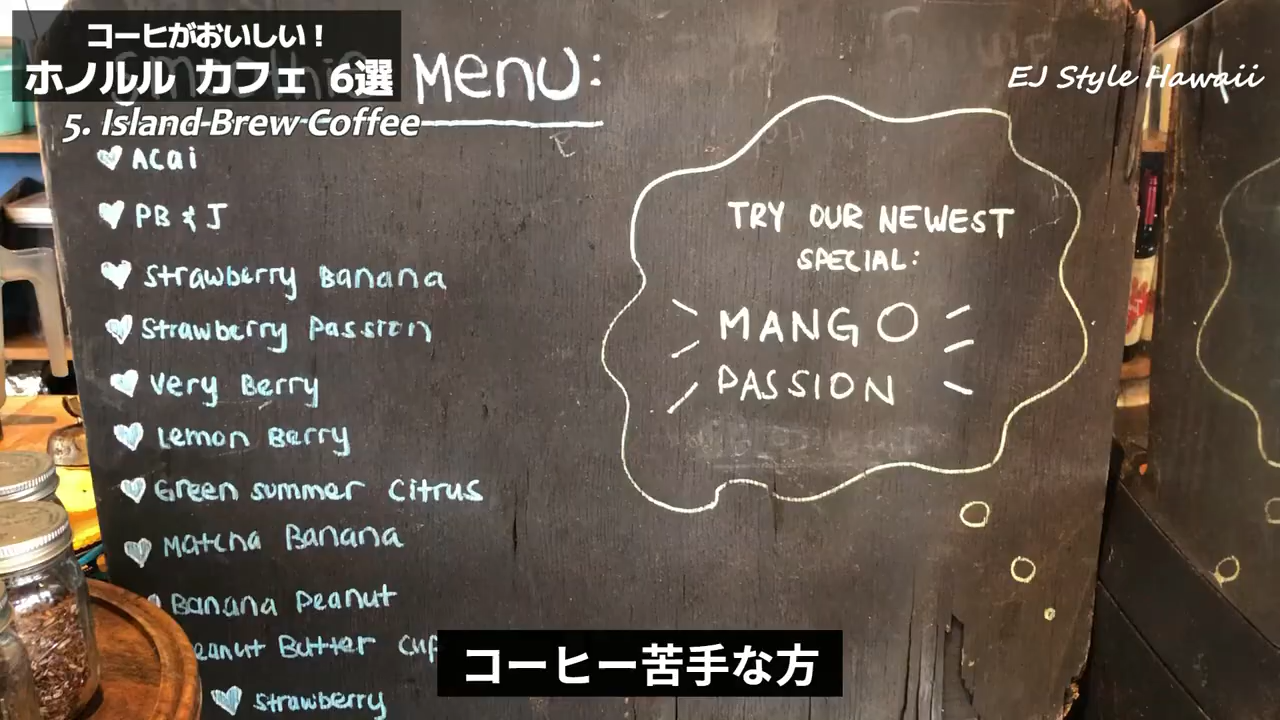 コーヒがおいしい！
ホノルル カフェ 6選
Smoothie Menu:
5. Island Brew Coffee
EJ Style Hawaii
Acai
PB & J
Strawberry Banana
Strawberry Passion
Very Berry
Lemon Berry
Green summer Citrus
Matcha Banana
Banana Peanut
Peanut Butter Cup
strawberry
TRY OUR NEWEST
SPECIAL:
MANGO
PASSION
コーヒー苦手な方